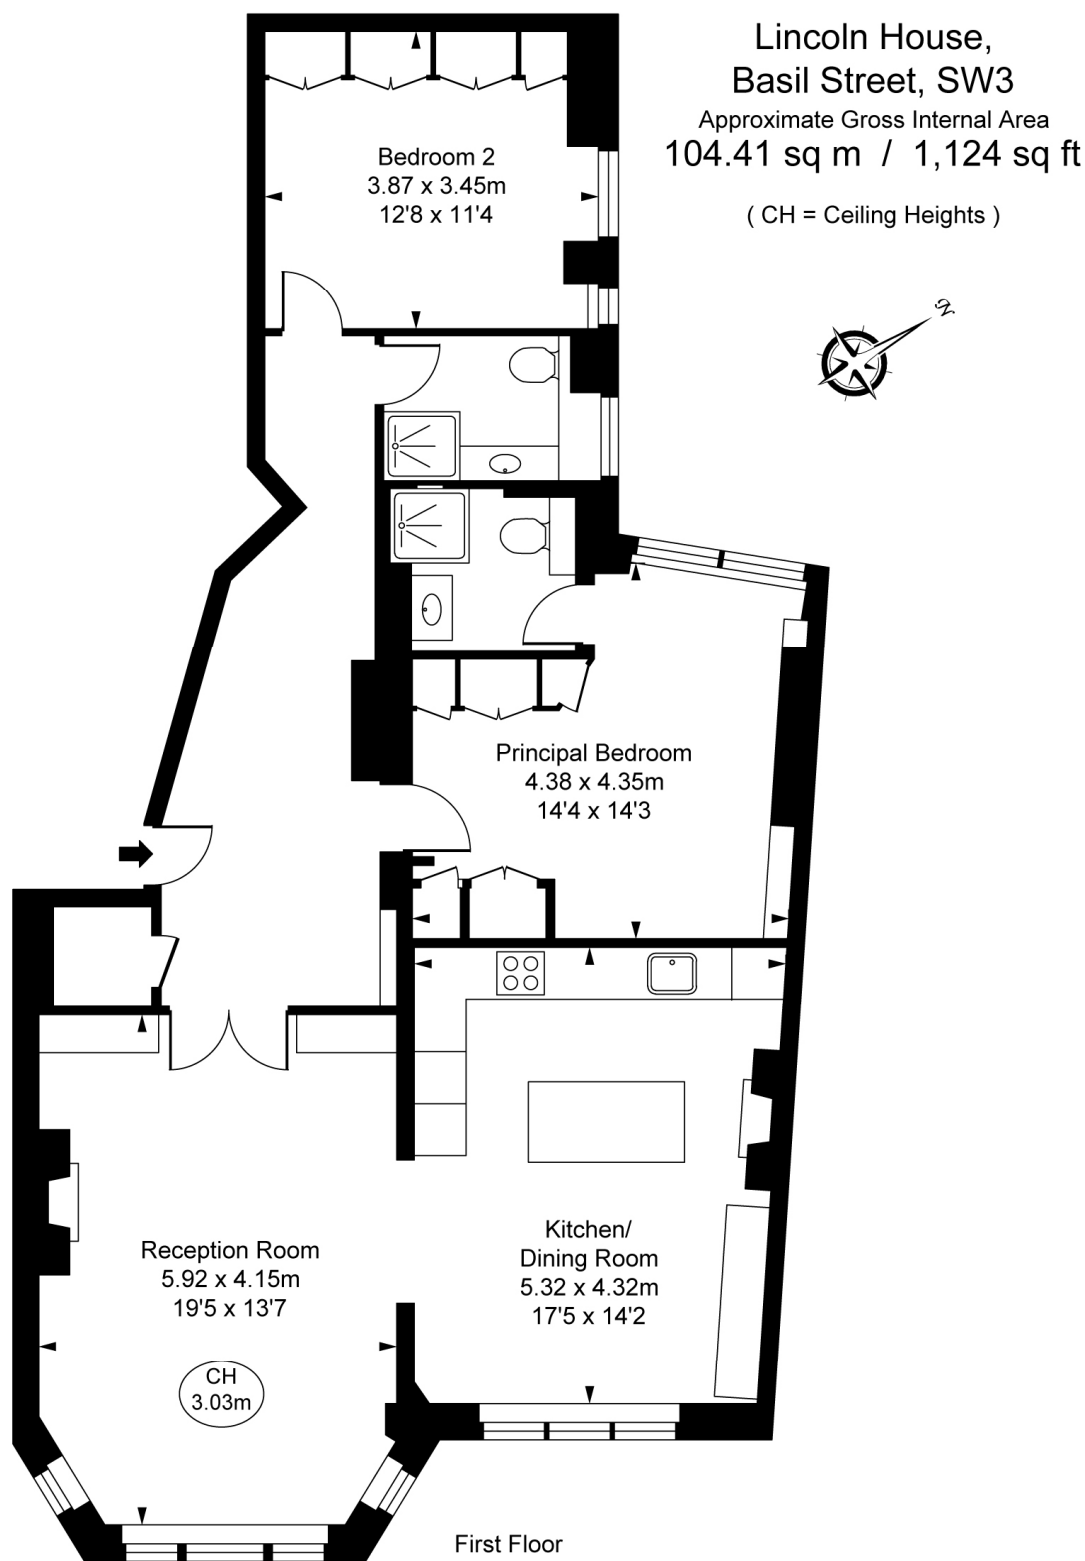 Lincoln House,
Basil Street, SW3
Approximate Gross Internal Area
104.41 sq m / 1,124 sq ft
( CH = Ceiling Heights )
N
Bedroom 2
3.87 x 3.45m
12'8 x 11'4
Principal Bedroom
4.38 x 4.35m
14'4 x 14'3
Reception Room
5.92 x 4.15m
19'5 x 13'7
CH
3.03m
Kitchen/
Dining Room
5.32 x 4.32m
17'5 x 14'2
First Floor